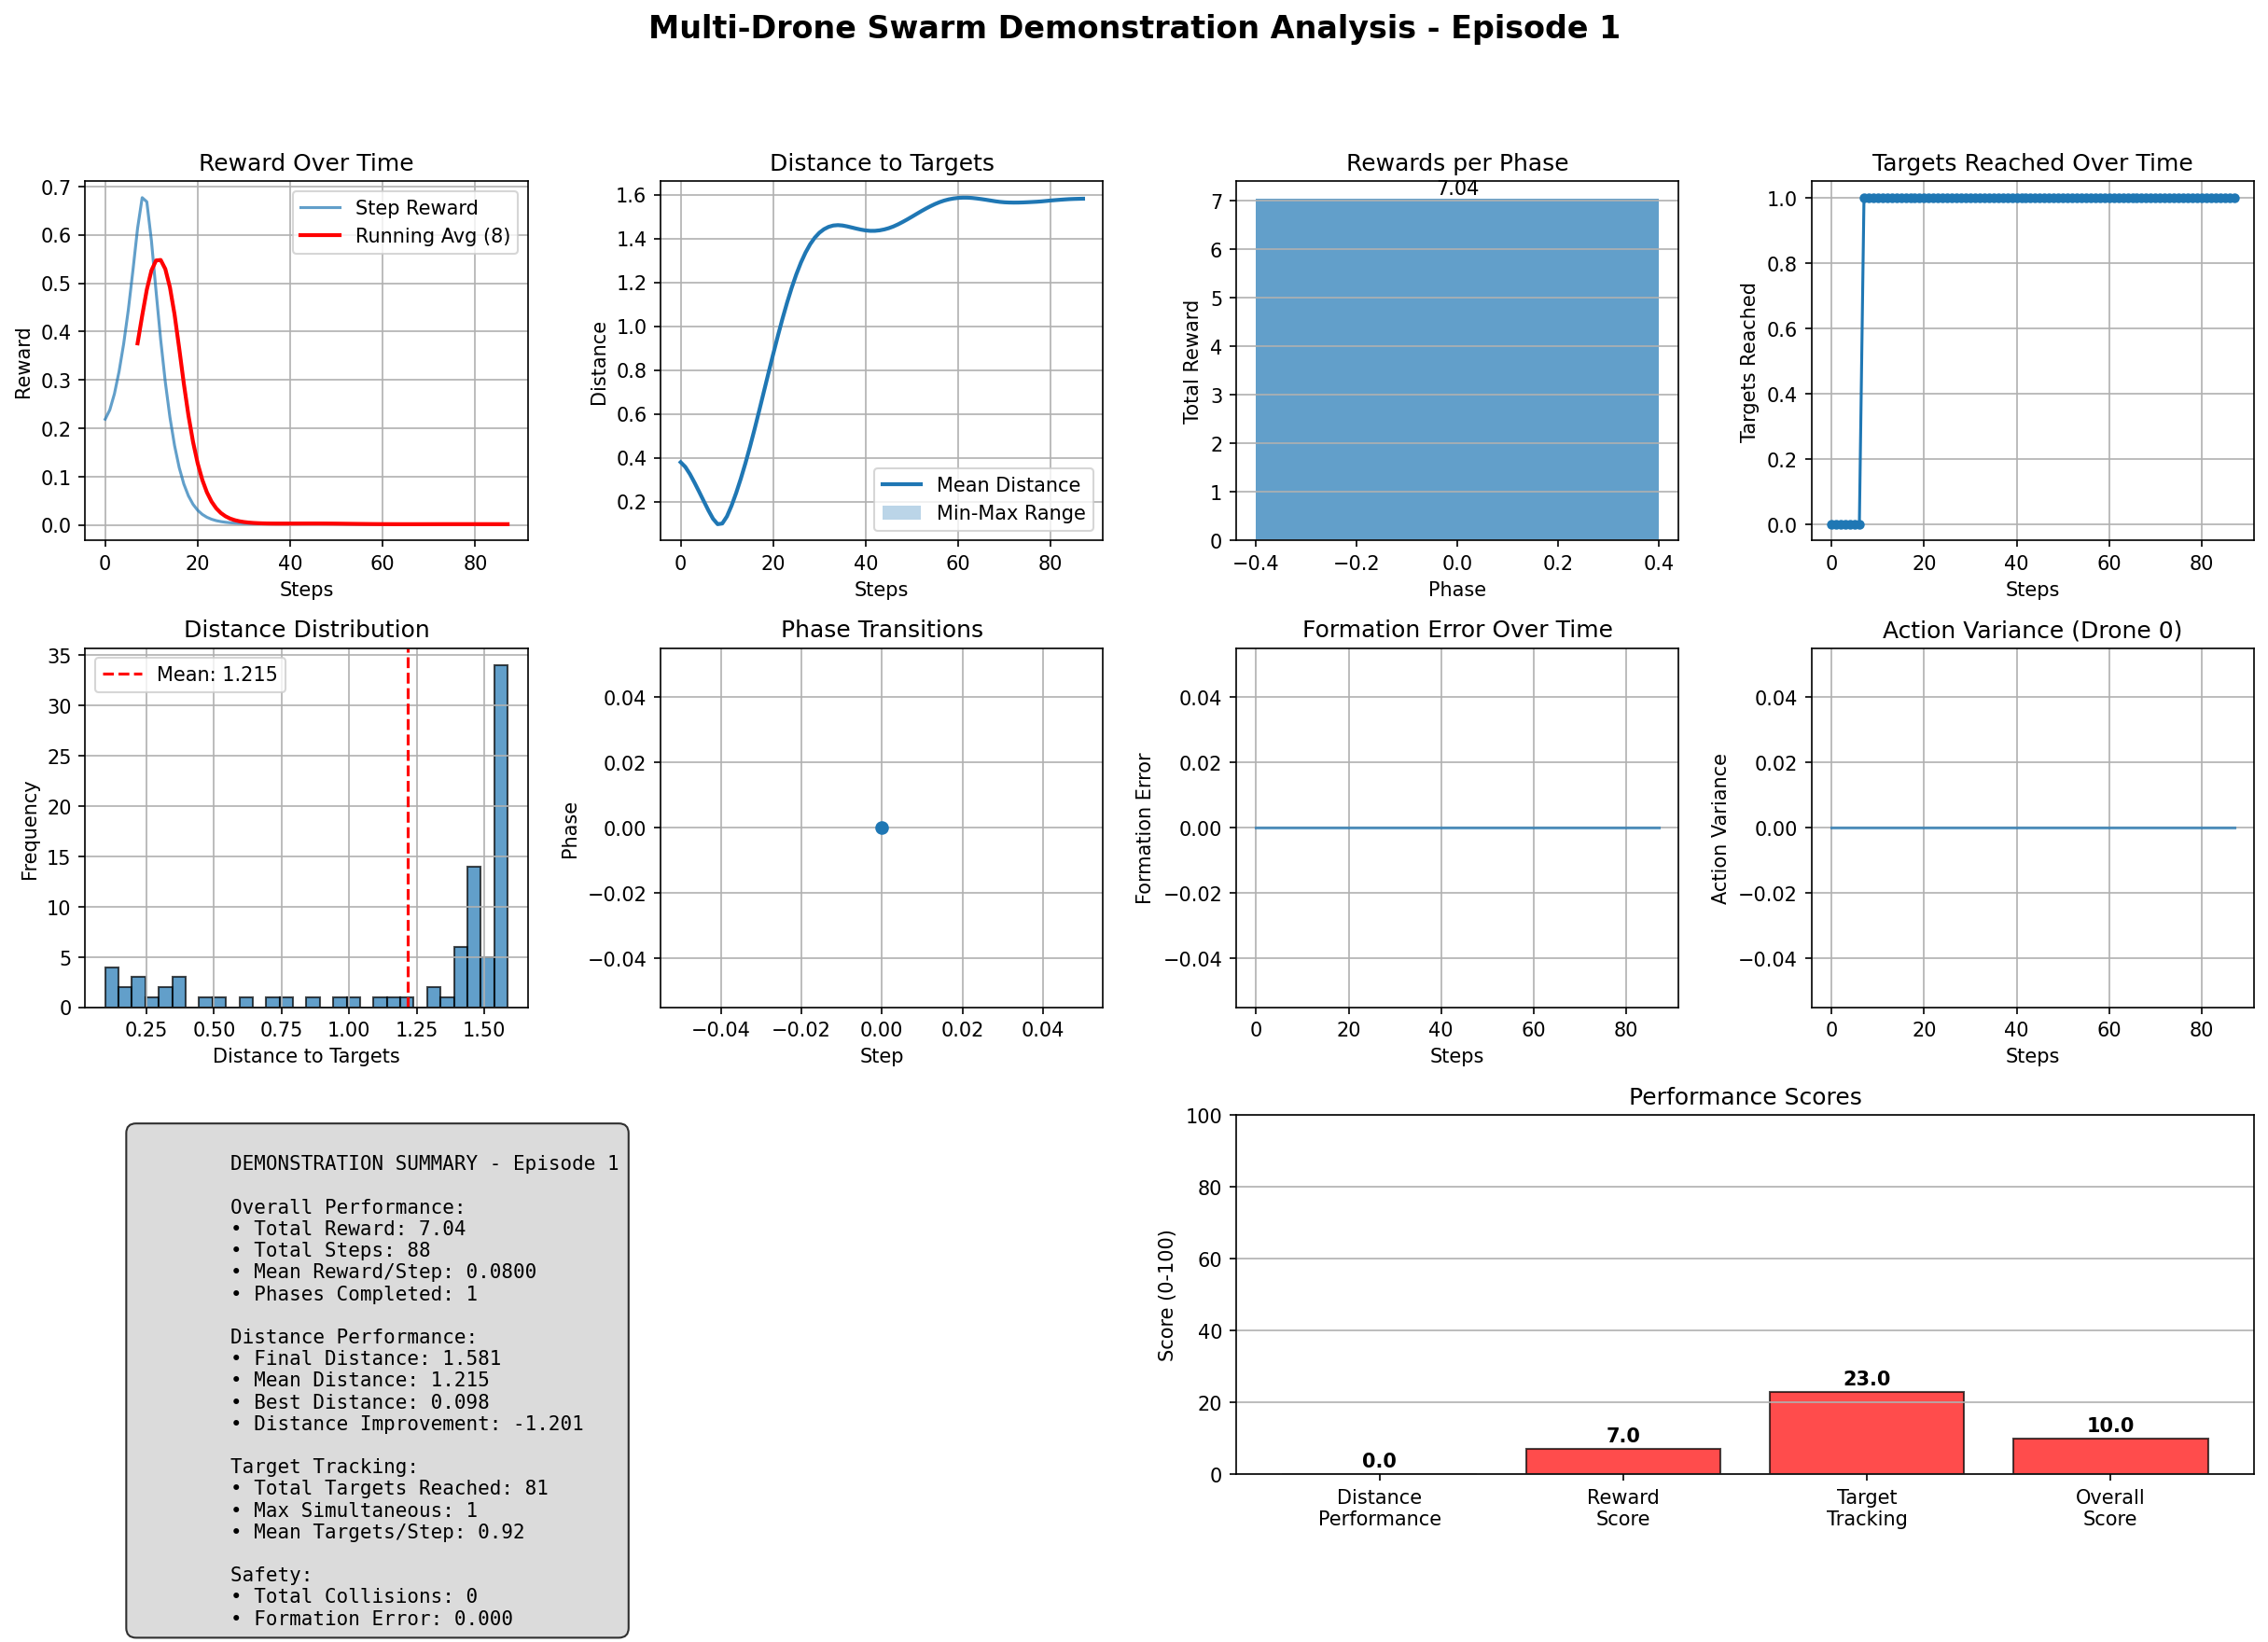 Multi-Drone Swarm Demonstration Analysis - Episode 1
Reward Over Time
0.7
0.6
0.5
0.4
0.3
0.2
0.1
0.0
Reward
Step Reward
Running Avg (8)
0 20 40 60 80
Steps
Distance to Targets
1.6
1.4
1.2
1.0
0.8
0.6
0.4
0.2
Distance
Mean Distance
Min-Max Range
0 20 40 60 80
Steps
Rewards per Phase
7.04
7
6
5
4
3
2
1
0
Total Reward
−0.4 −0.2 0.0 0.2 0.4
Phase
Targets Reached Over Time
1.0
0.8
0.6
0.4
0.2
0.0
Targets Reached
0 20 40 60 80
Steps
Distance Distribution
35
30
25
20
15
10
5
0
Frequency
Mean: 1.215
0.25 0.50 0.75 1.00 1.25 1.50
Distance to Targets
Phase Transitions
0.04
0.02
0.00
−0.02
−0.04
Phase
−0.04 −0.02 0.00 0.02 0.04
Step
Formation Error Over Time
0.04
0.02
0.00
−0.02
−0.04
Formation Error
0 20 40 60 80
Steps
Action Variance (Drone 0)
0.04
0.02
0.00
−0.02
−0.04
Action Variance
0 20 40 60 80
Steps
DEMONSTRATION SUMMARY - Episode 1
Overall Performance:
• Total Reward: 7.04
• Total Steps: 88
• Mean Reward/Step: 0.0800
• Phases Completed: 1
Distance Performance:
• Final Distance: 1.581
• Mean Distance: 1.215
• Best Distance: 0.098
• Distance Improvement: -1.201
Target Tracking:
• Total Targets Reached: 81
• Max Simultaneous: 1
• Mean Targets/Step: 0.92
Safety:
• Total Collisions: 0
• Formation Error: 0.000
Performance Scores
100
80
60
40
20
0
Score (0-100)
0.0
7.0
23.0
10.0
Distance
Performance
Reward
Score
Target
Tracking
Overall
Score